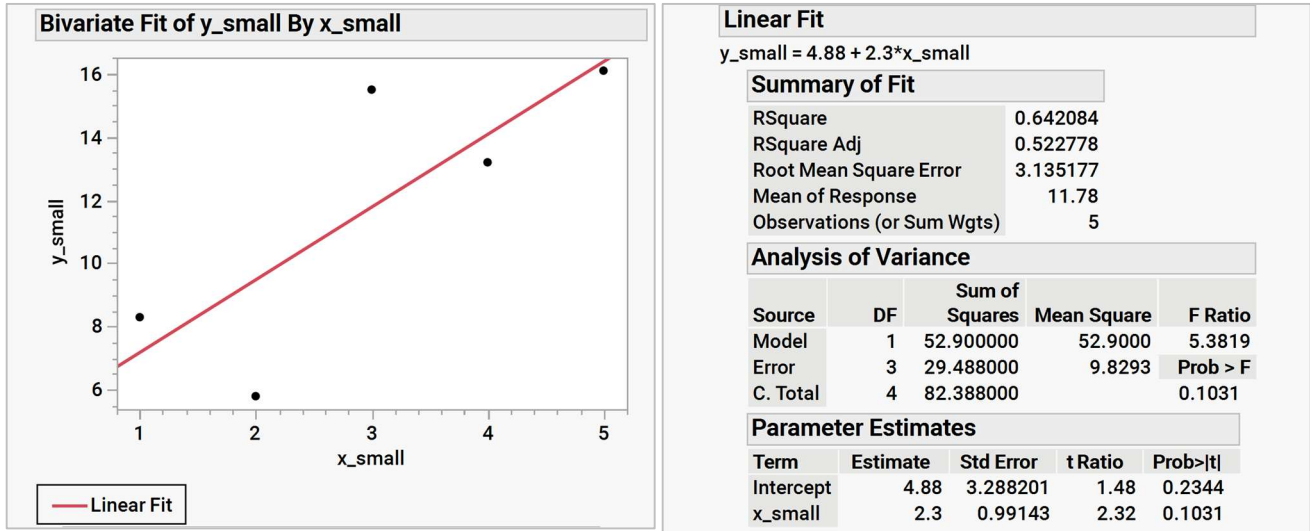 Bivariate Fit of y_small By x_small
16
14
12
10
8
6
y_small
1 2 3 4 5
x_small
Linear Fit
Linear Fit
y_small = 4.88 + 2.3*x_small
Summary of Fit
RSquare 0.642084
RSquare Adj 0.522778
Root Mean Square Error 3.135177
Mean of Response 11.78
Observations (or Sum Wgts) 5
Analysis of Variance
Sum of
Source DF Squares Mean Square F Ratio
Model 1 52.900000 52.9000 5.3819
Error 3 29.488000 9.8293 Prob > F
C. Total 4 82.388000 0.1031
Parameter Estimates
Term Estimate Std Error t Ratio Prob>|t|
Intercept 4.88 3.288201 1.48 0.2344
x_small 2.3 0.99143 2.32 0.1031